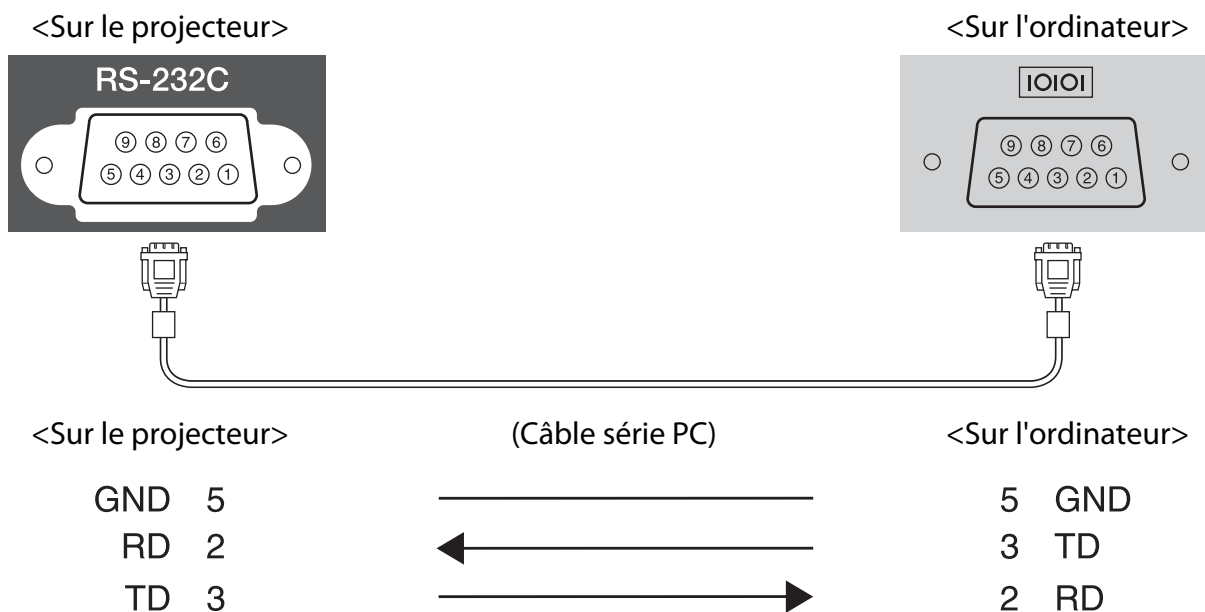 <Sur le projecteur> <Sur l'ordinateur>
RS-232C IOIOI
9 8 7 6 9 8 7 6
5 4 3 2 1 5 4 3 2 1
<Sur le projecteur> (Câble série PC) <Sur l'ordinateur>
GND 5 5 GND
RD 2 3 TD
TD 3 2 RD